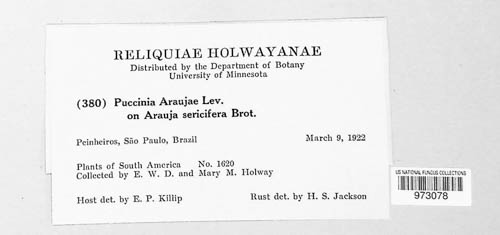 RELIQUIAE HOLWAYANAE
Distributed by the Department of Botany
University of Minnesota
(380) Puccinia Araujae Lev.
on Arauja sericifera Brot.
Peinheiros, São Paulo, Brazil March 9, 1922
Plants of South America No. 1620
Collected by E. W. D. and Mary M. Holway
Host det. by E. P. Killip Rust det. by H. S. Jackson
US NATIONAL FUNGUS COLLECTIONS
973078